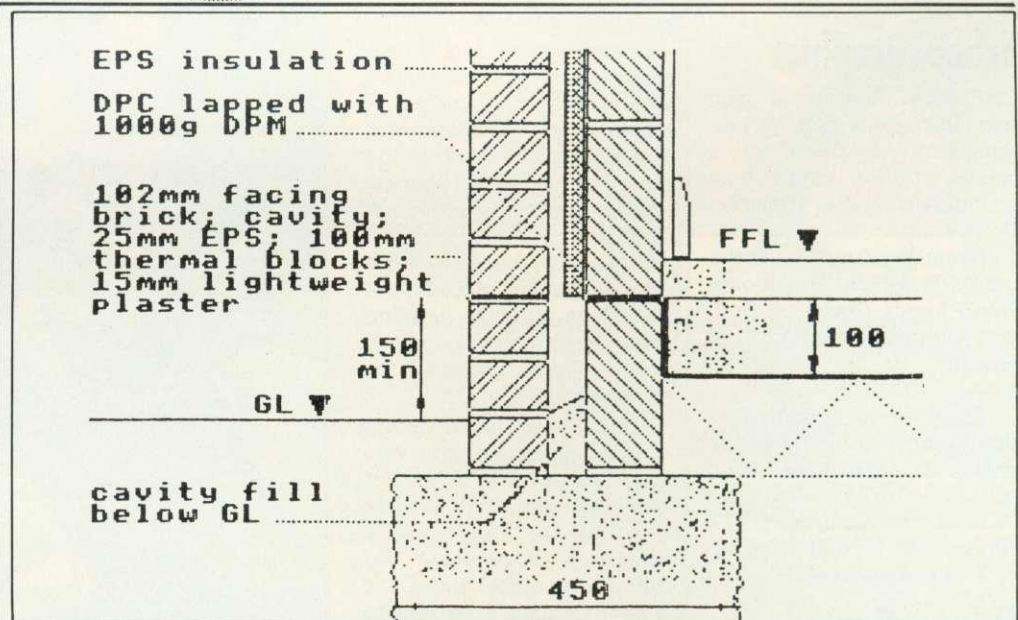 EPS insulation
DPC lapped with
1000g DPM
102mm facing
brick; cavity;
25mm EPS; 100mm
thermal blocks;
15mm lightweight
plaster
FFL
100
150
min
GL
cavity fill
below GL
450